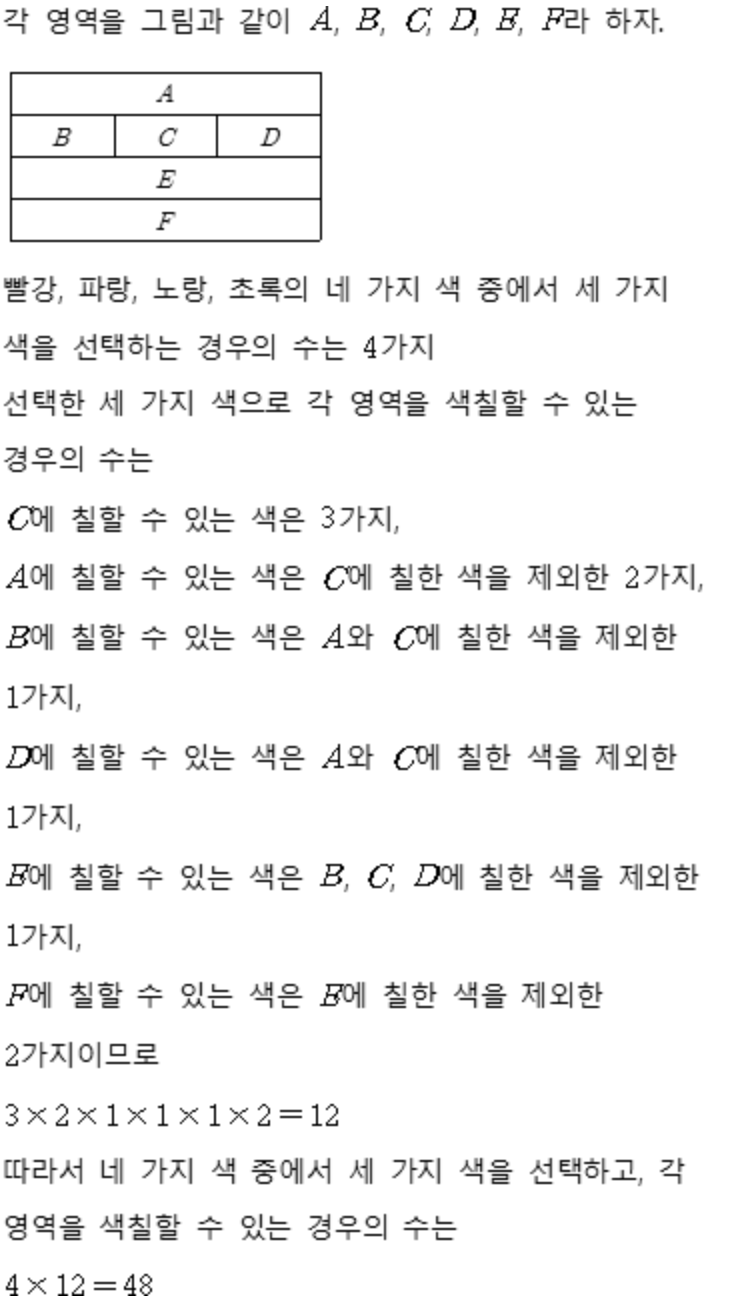 각 영역을 그림과 같이 A, B, C, D, E, F라 하자.
A
B C D
E
F
빨강, 파랑, 노랑, 초록의 네 가지 색 중에서 세 가지
색을 선택하는 경우의 수는 4가지
선택한 세 가지 색으로 각 영역을 색칠할 수 있는
경우의 수는
C에 칠할 수 있는 색은 3가지,
A에 칠할 수 있는 색은 C에 칠한 색을 제외한 2가지,
B에 칠할 수 있는 색은 A와 C에 칠한 색을 제외한
1가지,
D에 칠할 수 있는 색은 A와 C에 칠한 색을 제외한
1가지,
E에 칠할 수 있는 색은 B, C, D에 칠한 색을 제외한
1가지,
F에 칠할 수 있는 색은 E에 칠한 색을 제외한
2가지이므로
3×2×1×1×1×2=12
따라서 네 가지 색 중에서 세 가지 색을 선택하고, 각
영역을 색칠할 수 있는 경우의 수는
4×12=48